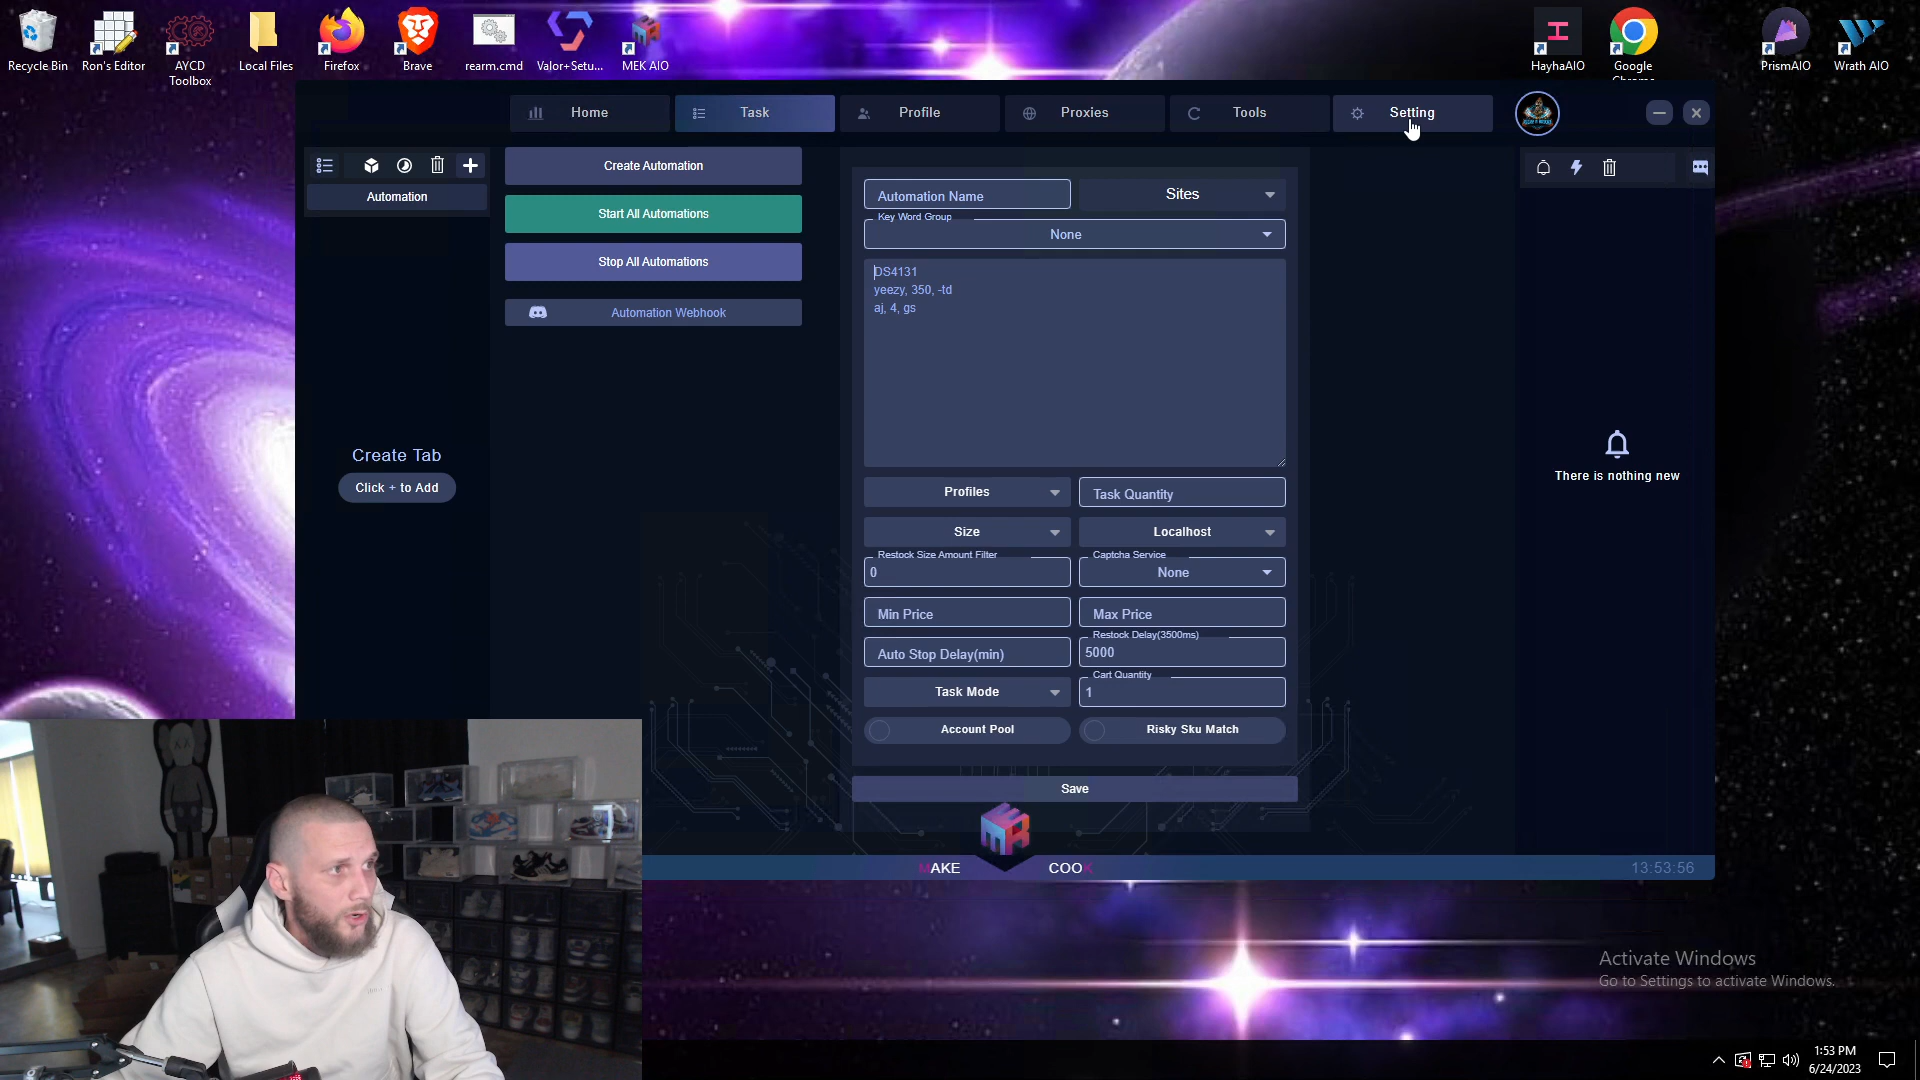 Recycle Bin
Ron's Editor
AYCD Toolbox
Local Files
Firefox
Brave
rearm.cmd
Valor+Setu...
MEK AIO
HayhaAIO
Google
PrismAIO
Wrath AIO
Home
Task
Profile
Proxies
Tools
Setting
Automation
Create Automation
Start All Automations
Stop All Automations
Automation Webhook
Create Tab
Click + to Add
Automation Name
Sites
Key Word Group
None
DS4131
yeezy, 350, -td
aj, 4, gs
Profiles
Task Quantity
Size
Localhost
Restock Size Amount Filter
0
Captcha Service
None
Min Price
Max Price
Auto Stop Delay(min)
Restock Delay(3500ms)
5000
Task Mode
Cart Quantity
1
Account Pool
Risky Sku Match
Save
There is nothing new
MAKE
COOK
13:53:56
Activate Windows
Go to Settings to activate Windows.
1:53 PM
6/24/2023